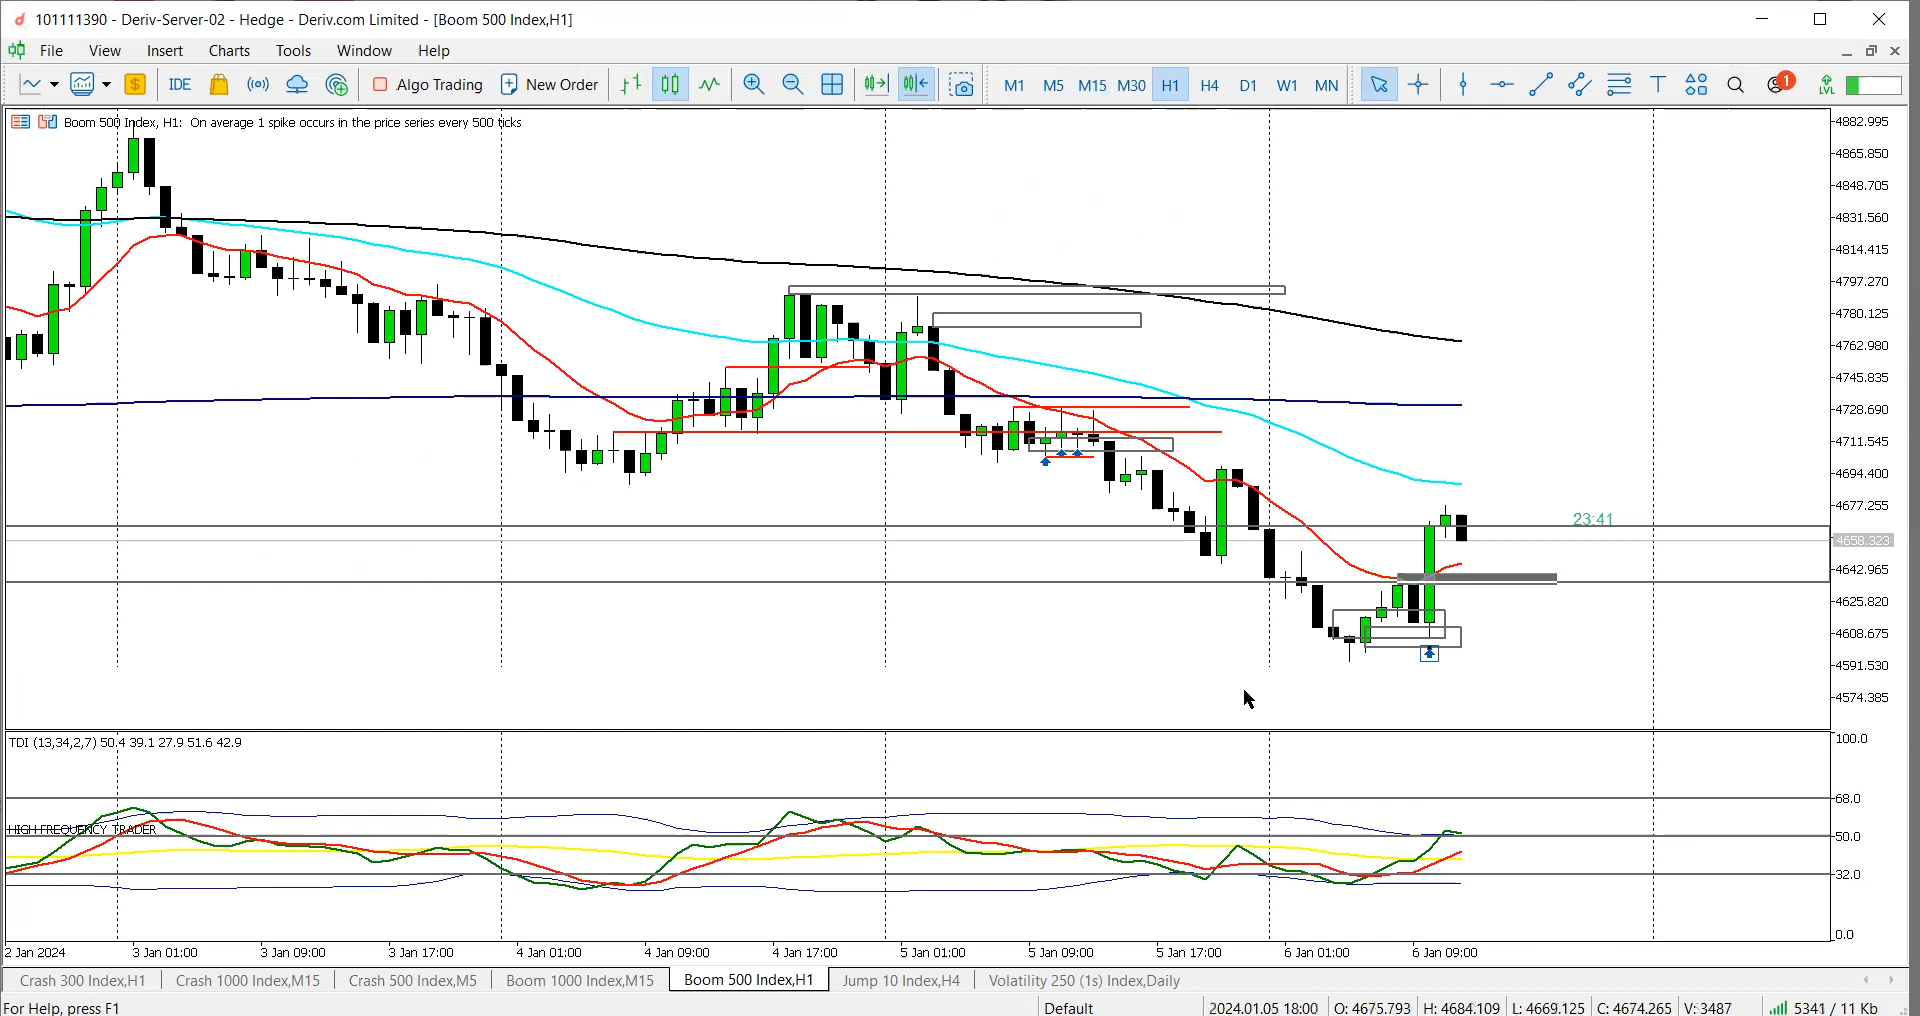 101111390 - Deriv-Server-02 - Hedge - Deriv.com Limited - [Boom 500 Index,H1]
File View Insert Charts Tools Window Help
$ IDE Algo Trading New Order M1 M5 M15 M30 H1 H4 D1 W1 MN T 1 LVL
Boom 500 Index, H1: On average 1 spike occurs in the price series every 500 ticks
4882.995
4865.850
4848.705
4831.560
4814.415
4797.270
4780.125
4762.980
4745.835
4728.690
4711.545
4694.400
4677.255
23:41
4658.323
4642.965
4625.820
4608.675
4591.530
4574.385
TDI (13,34,2,7) 50.4 39.1 27.9 51.6 42.9
100.0
68.0
HIGH FREQUENCY TRADER
50.0
32.0
0.0
2 Jan 2024 3 Jan 01:00 3 Jan 09:00 3 Jan 17:00 4 Jan 01:00 4 Jan 09:00 4 Jan 17:00 5 Jan 01:00 5 Jan 09:00 5 Jan 17:00 6 Jan 01:00 6 Jan 09:00
Crash 300 Index,H1 Crash 1000 Index,M15 Crash 500 Index,M5 Boom 1000 Index,M15 Boom 500 Index,H1 Jump 10 Index,H4 Volatility 250 (1s) Index,Daily
For Help, press F1 Default 2024.01.05 18:00 O: 4675.793 H: 4684.109 L: 4669.125 C: 4674.265 V: 3487 5341 / 11 Kb